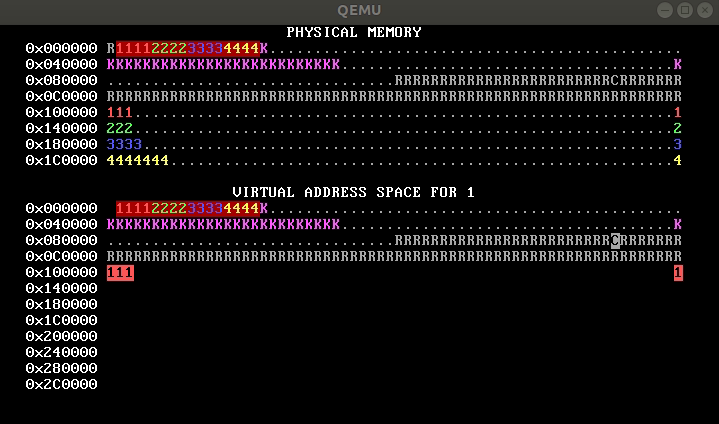 QEMU
PHYSICAL MEMORY
0x000000 R1111222233334444K..............................................
0x040000 KKKKKKKKKKKKKKKKKKKKKKKKKK.....................................K
0x080000 ................................RRRRRRRRRRRRRRRRRRRRRRRRCRRRRRRR
0x0C0000 RRRRRRRRRRRRRRRRRRRRRRRRRRRRRRRRRRRRRRRRRRRRRRRRRRRRRRRRRRRRRRRR
0x100000 111............................................................1
0x140000 222............................................................2
0x180000 3333...........................................................3
0x1C0000 4444444........................................................4
VIRTUAL ADDRESS SPACE FOR 1
0x000000  1111222233334444K..............................................
0x040000 KKKKKKKKKKKKKKKKKKKKKKKKKK.....................................K
0x080000 ................................RRRRRRRRRRRRRRRRRRRRRRRRCRRRRRRR
0x0C0000 RRRRRRRRRRRRRRRRRRRRRRRRRRRRRRRRRRRRRRRRRRRRRRRRRRRRRRRRRRRRRRRR
0x100000 111                                                            1
0x140000
0x180000
0x1C0000
0x200000
0x240000
0x280000
0x2C0000